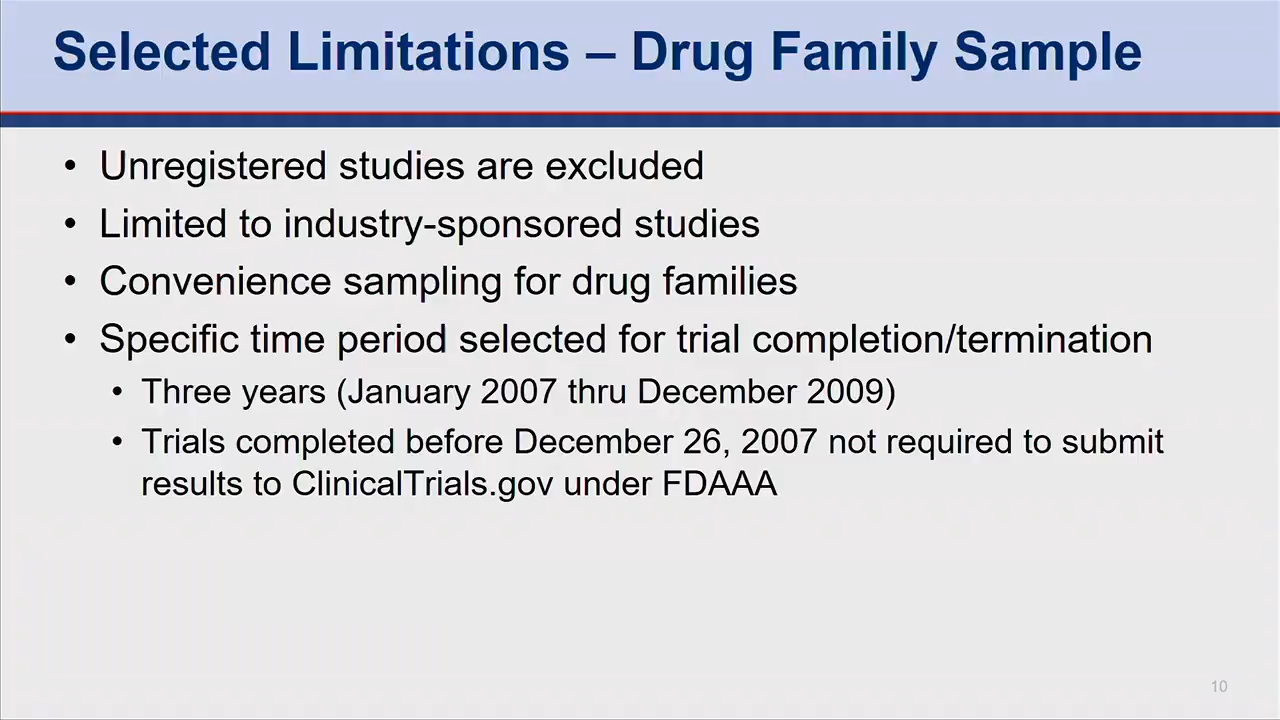 Selected Limitations – Drug Family Sample
• Unregistered studies are excluded
• Limited to industry-sponsored studies
• Convenience sampling for drug families
• Specific time period selected for trial completion/termination
• Three years (January 2007 thru December 2009)
• Trials completed before December 26, 2007 not required to submit
results to ClinicalTrials.gov under FDAAA
10